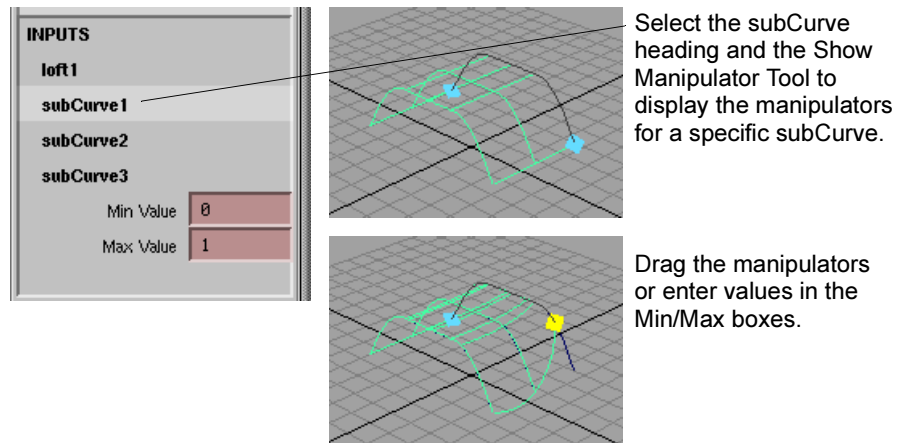 INPUTS
loft1
subCurve1
subCurve2
subCurve3
Min Value 0
Max Value 1
Select the subCurve
heading and the Show
Manipulator Tool to
display the manipulators
for a specific subCurve.
Drag the manipulators
or enter values in the
Min/Max boxes.